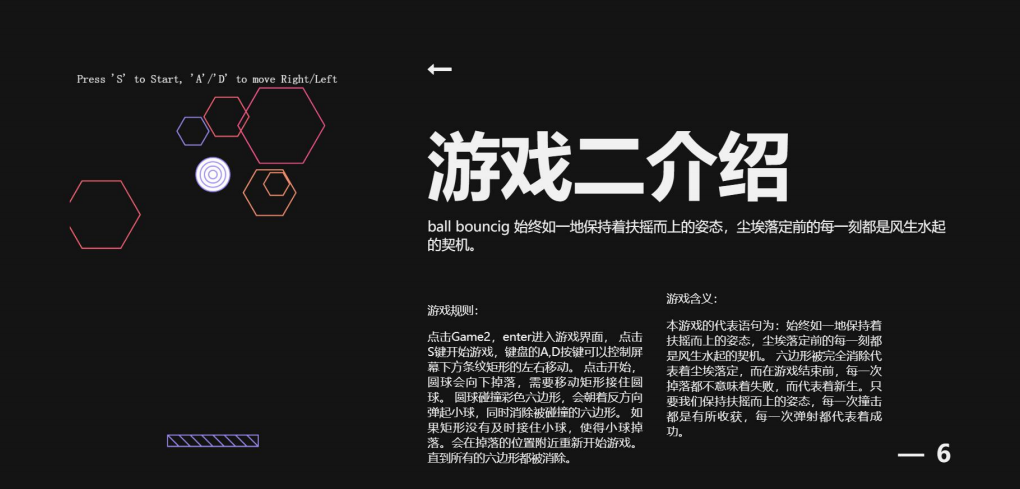 Press 'S' to Start, 'A'/'D' to move Right/Left
游戏二介绍
ball bouncig 始终如一地保持着扶摇而上的姿态，尘埃落定前的每一刻都是风生水起
的契机。
游戏规则：
点击Game2，enter进入游戏界面， 点击
S键开始游戏，键盘的A,D按键可以控制屏
幕下方条纹矩形的左右移动。 点击开始，
圆球会向下掉落，需要移动矩形接住圆
球。 圆球碰撞彩色六边形，会朝着反方向
弹起小球，同时消除被碰撞的六边形。 如
果矩形没有及时接住小球，使得小球掉
落。会在掉落的位置附近重新开始游戏。
直到所有的六边形都被消除。
游戏含义：
本游戏的代表语句为：始终如一地保持着
扶摇而上的姿态，尘埃落定前的每一刻都
是风生水起的契机。 六边形被完全消除代
表着尘埃落定，而在游戏结束前，每一次
掉落都不意味着失败，而代表着新生。只
要我们保持扶摇而上的姿态，每一次撞击
都是有所收获，每一次弹射都代表着成
功。
— 6